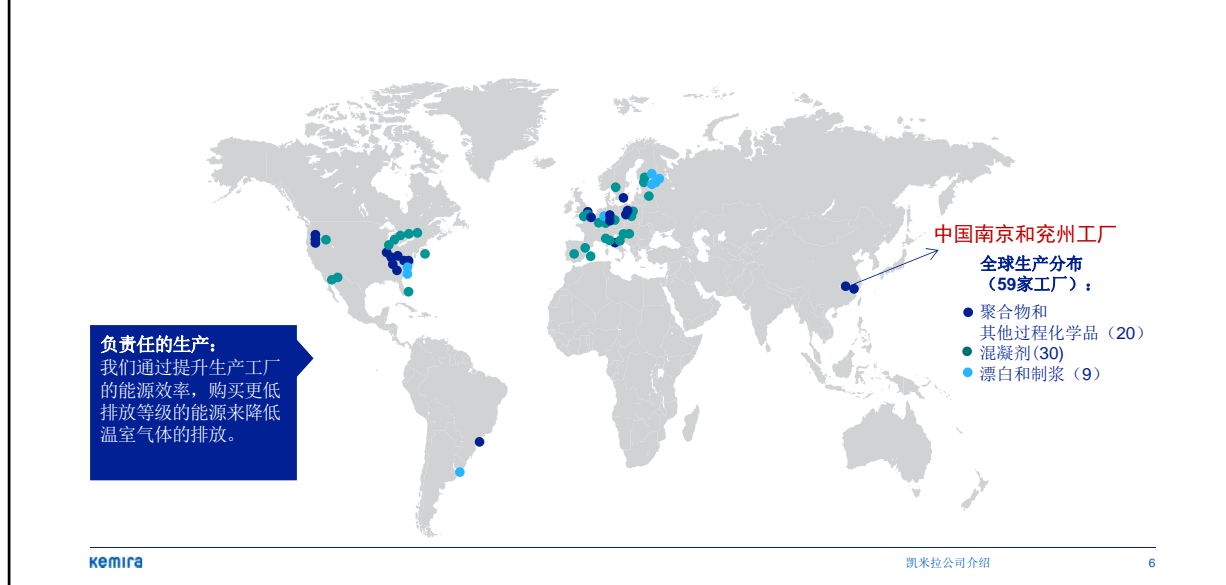 中国南京和兖州工厂
全球生产分布
（59家工厂）：
聚合物和
其他过程化学品（20）
混凝剂(30)
漂白和制浆（9）
负责任的生产：
我们通过提升生产工厂
的能源效率，购买更低
排放等级的能源来降低
温室气体的排放。
kemira
凯米拉公司介绍
6